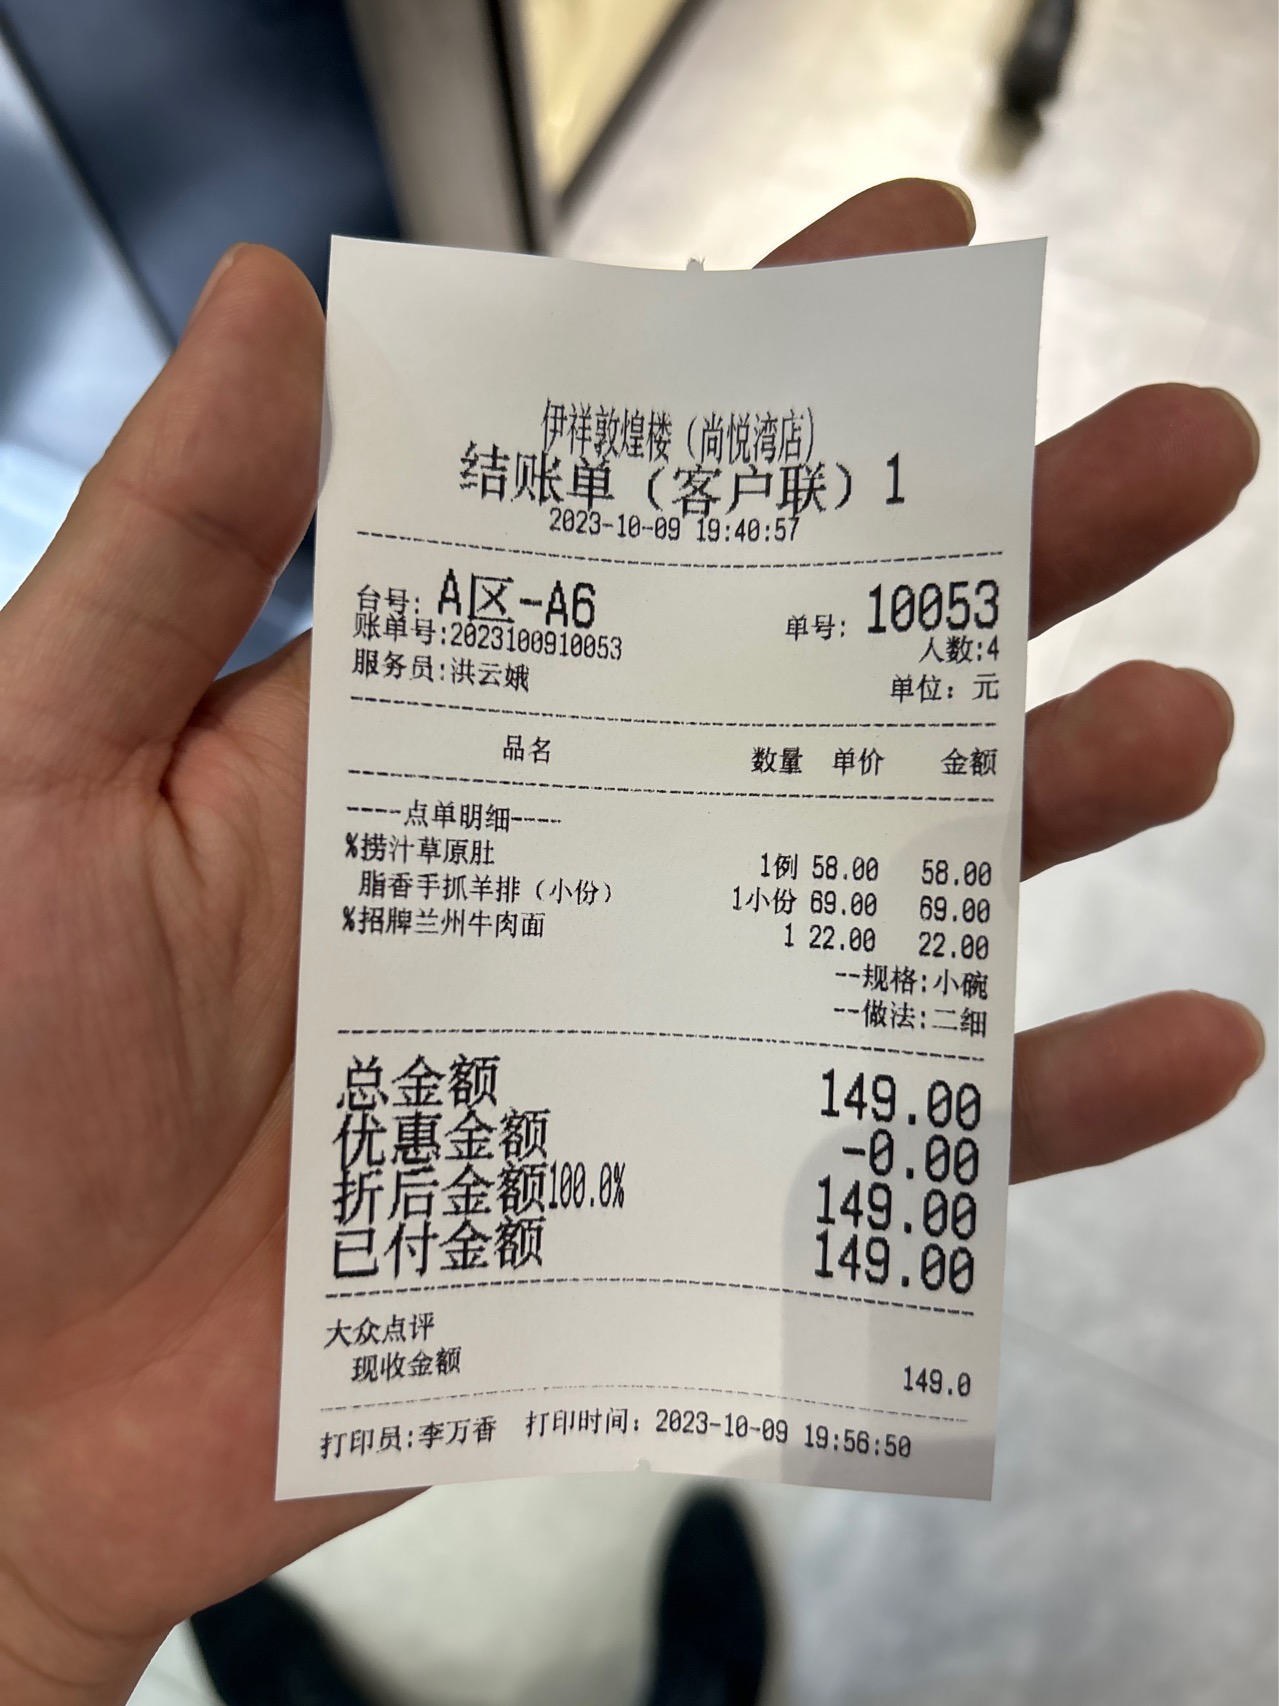 伊祥敦煌楼（尚悦湾店）
结账单（客户联）1
2023-10-09 19:40:57
台号: A区-A6 单号: 10053
账单号:2023100910053 人数:4
服务员:洪云娥 单位: 元
品名 数量 单价 金额
----点单明细----
%捞汁草原肚 1例 58.00 58.00
脂香手抓羊排（小份） 1小份 69.00 69.00
%招牌兰州牛肉面 1 22.00 22.00
--规格:小碗
--做法:二细
总金额 149.00
优惠金额 -0.00
折后金额100.0% 149.00
已付金额 149.00
大众点评
现收金额 149.0
打印员:李万香 打印时间: 2023-10-09 19:56:50